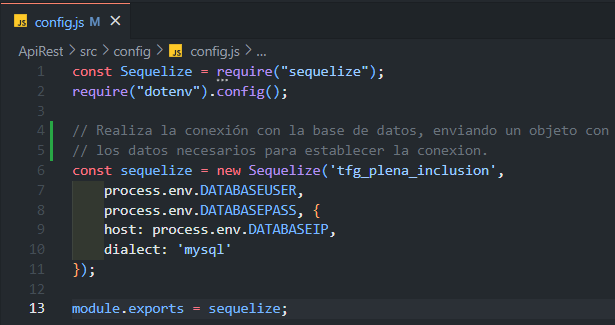 JS config.js M ×
ApiRest > src > config > JS config.js > ...
1 const Sequelize = require("sequelize");
2 require("dotenv").config();
3
4 // Realiza la conexión con la base de datos, enviando un objeto con
5 // los datos necesarios para establecer la conexion.
6 const sequelize = new Sequelize('tfg_plena_inclusion',
7 process.env.DATABASEUSER,
8 process.env.DATABASEPASS, {
9 host: process.env.DATABASEIP,
10 dialect: 'mysql'
11 });
12
13 module.exports = sequelize;